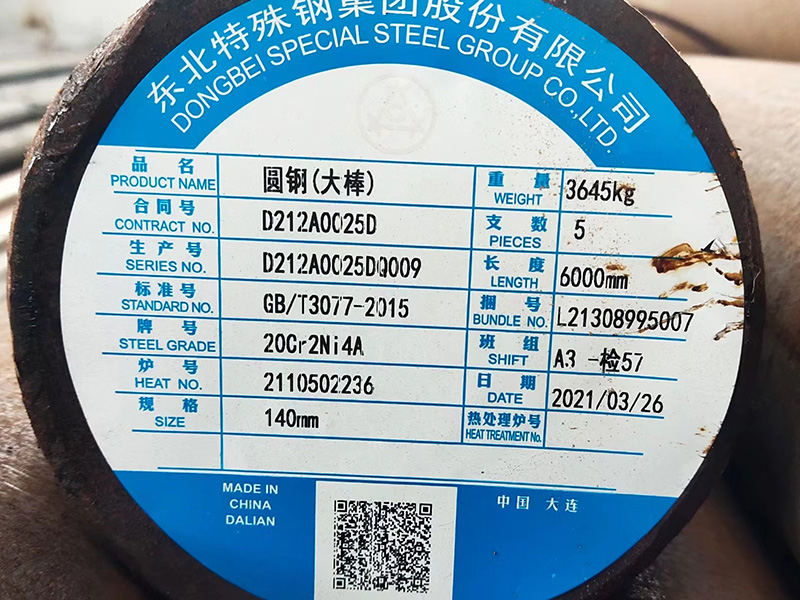 东北特殊钢集团股份有限公司
DONGBEI SPECIAL STEEL GROUP CO.,LTD.
品 名 圆钢(大棒) 重 量 3645kg
PRODUCT NAME WEIGHT
合同号 D212A0025D 支 数 5
CONTRACT NO. PIECES
生产号 D212A0025DQ009 长 度 6000mm
SERIES NO. LENGTH
标准号 GB/T3077-2015 捆 号 L21308995007
STANDARD NO. BUNDLE NO.
牌 号 20Cr2Ni4A 班 组 A3 -检57
STEEL GRADE SHIFT
炉 号 2110502236 日 期 2021/03/26
HEAT NO. DATE
规 格 140mm 热处理炉号
SIZE HEAT TREATMENT No.
MADE IN
CHINA
DALIAN
中国 大连